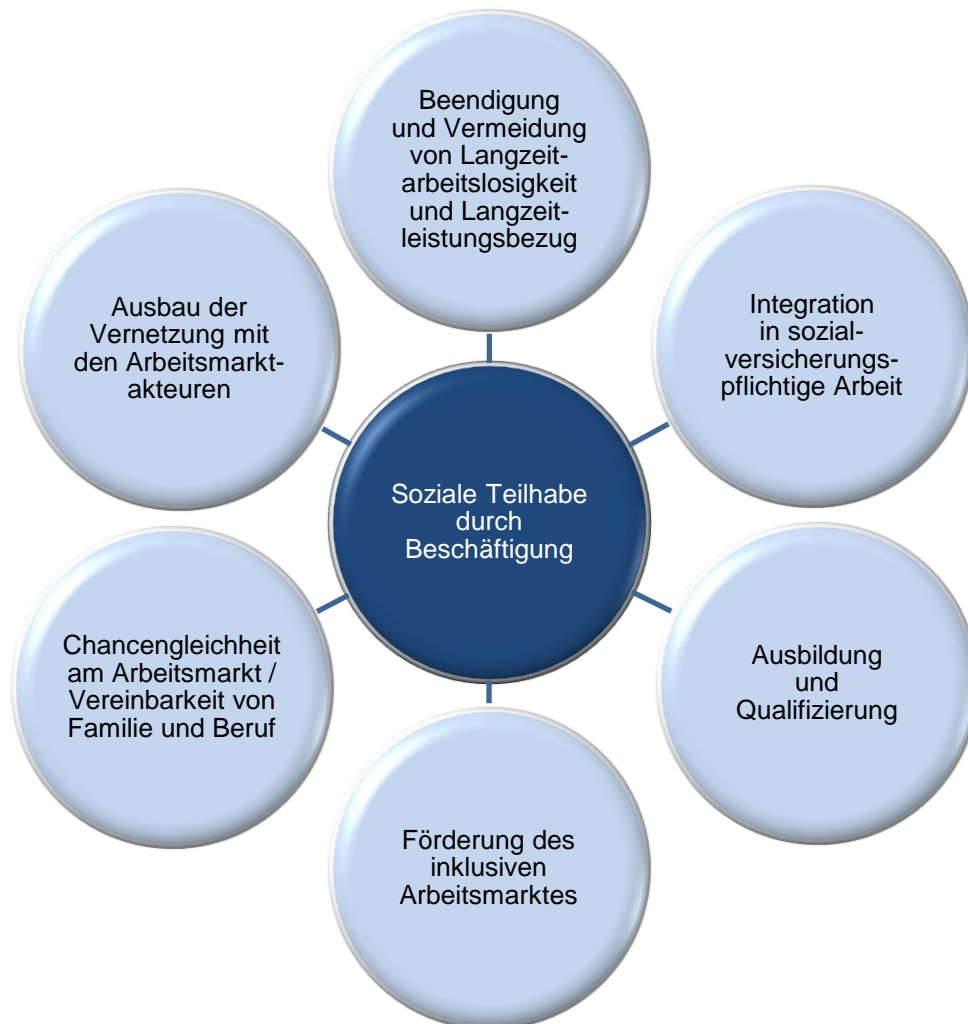 Beendigung
und Vermeidung
von Langzeit-
arbeitslosigkeit
und Langzeit-
leistungsbezug
Integration
in sozial-
versicherungs-
pflichtige Arbeit
Ausbildung
und
Qualifizierung
Förderung des
inklusiven
Arbeitsmarktes
Chancengleichheit
am Arbeitsmarkt /
Vereinbarkeit von
Familie und Beruf
Ausbau der
Vernetzung mit
den Arbeitsmarkt-
akteuren
Soziale Teilhabe
durch
Beschäftigung